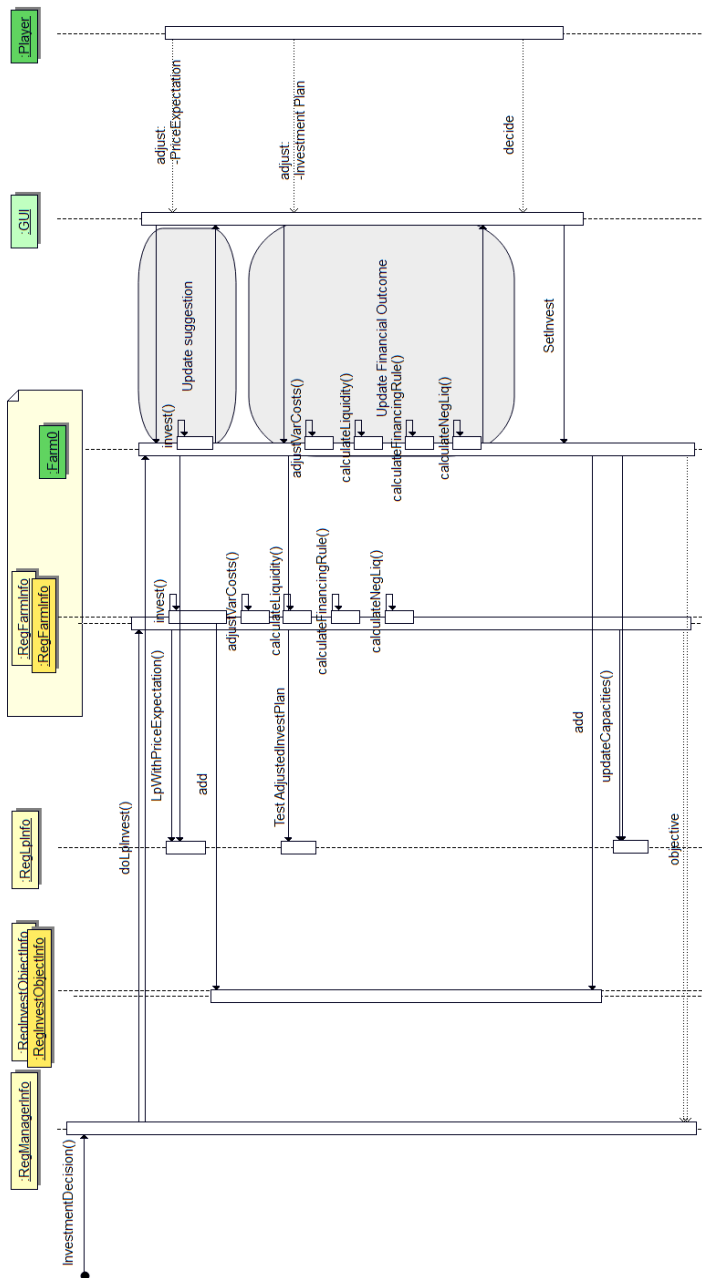 :Player
adjust:
-PriceExpectation
adjust:
-Investment Plan
decide
:GUI
Update suggestion
Update Financial Outcome
SetInvest
:Farm0
invest()
adjustVarCosts()
calculateLiquidity()
calculateFinancingRule()
calculateNegLiq()
:RegFarmInfo
:RegFarmInfo
invest()
adjustVarCosts()
calculateLiquidity()
calculateFinancingRule()
calculateNegLiq()
LpWithPriceExpectation()
add
Test AdjustedInvestPlan
add
updateCapacities()
:RegLpInfo
doLpInvest()
objective
:RegInvestObjectInfo
:RegInvestObjectInfo
:RegManagerInfo
InvestmentDecision()